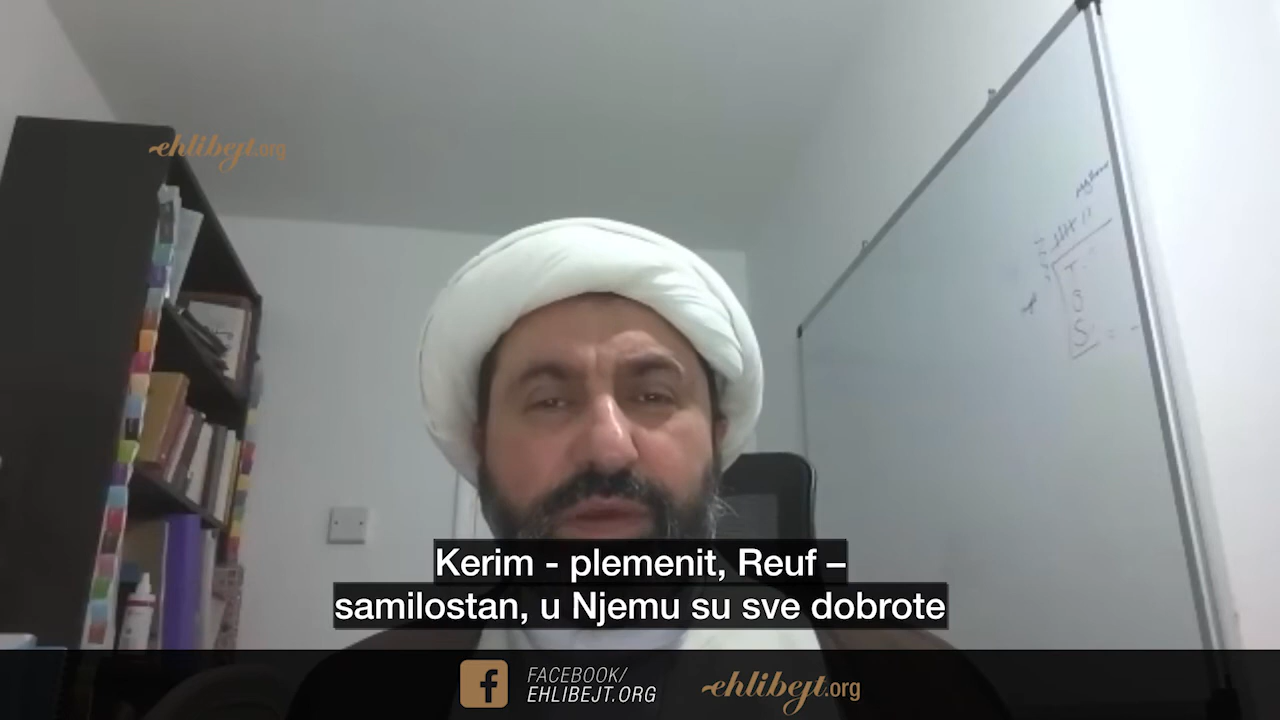 ehlibejt.org
Kerim - plemenit, Reuf –
samilostan, u Njemu su sve dobrote
FACEBOOK/
EHLIBEJT.ORG
ehlibejt.org